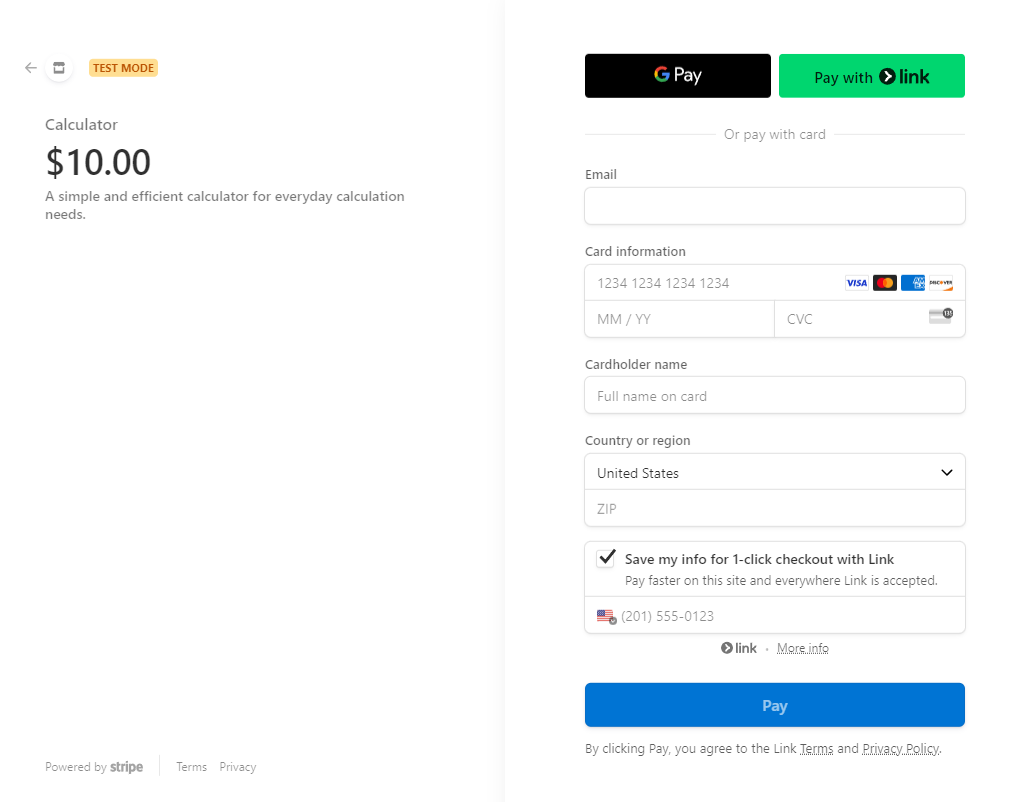 TEST MODE
Calculator
$10.00
A simple and efficient calculator for everyday calculation
needs.
Powered by stripe
Terms
Privacy
G Pay
Pay with link
Or pay with card
Email
Card information
1234 1234 1234 1234
VISA
AMEX
DISCOVER
MM / YY
CVC
135
Cardholder name
Full name on card
Country or region
United States
ZIP
Save my info for 1-click checkout with Link
Pay faster on this site and everywhere Link is accepted.
(201) 555-0123
link · More info
Pay
By clicking Pay, you agree to the Link Terms and Privacy Policy.